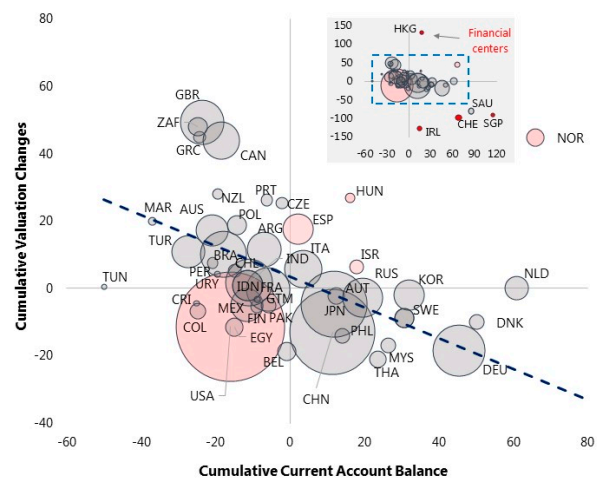 80
60
40
20
0
-20
-40
-60
-40
-20
0
20
40
60
80
Cumulative Valuation Changes
Cumulative Current Account Balance
150
100
50
0
-50
-100
-150
-60
-30
0
30
60
90
120
HKG
Financial
centers
SAU
IRL
CHE
SGP
NOR
GBR
ZAF
GRC
CAN
NZL
PRT
CZE
HUN
MAR
AUS
POL
ARG
ESP
TUR
BRA
CHL
IND
ITA
ISR
PER
RUS
KOR
NLD
TUN
URY
IDN
FRA
AUT
CRI
MEX
GTM
JPN
SWE
COL
FIN
PAK
PHL
DNK
EGY
BEL
MYS
THA
DEU
USA
CHN